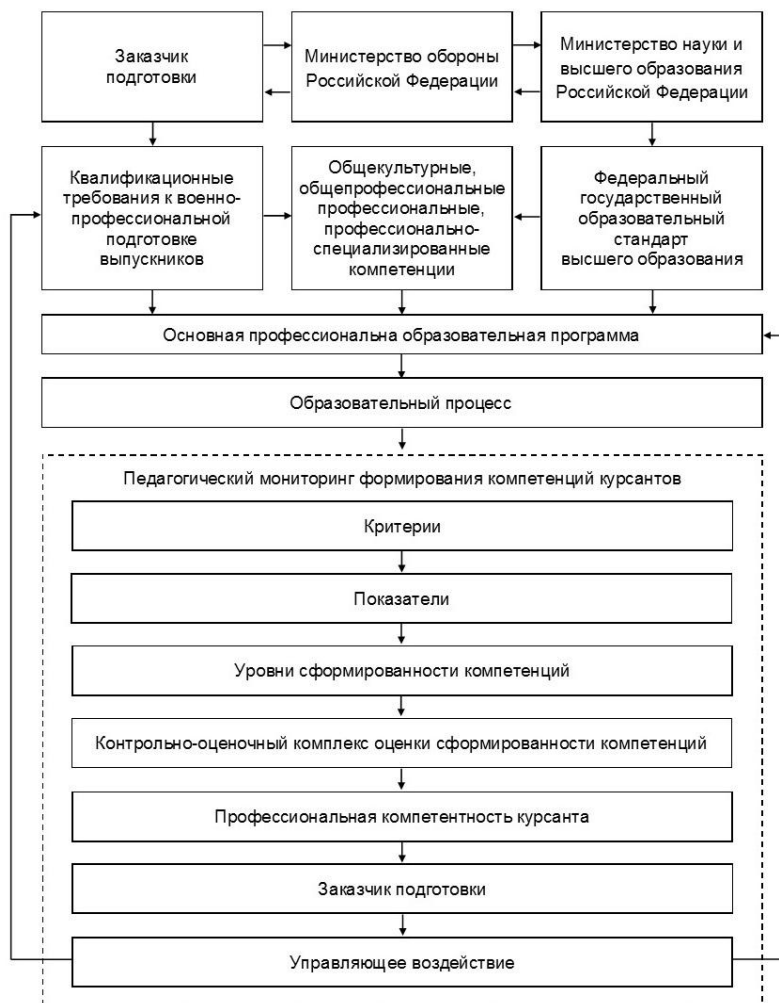 Заказчик
подготовки
Министерство обороны
Российской Федерации
Министерство науки и
высшего образования
Российской Федерации
Квалификационные
требования к военно-
профессиональной
подготовке
выпускников
Общекультурные,
общепрофессиональные
профессиональные,
профессионально-
специализированные
компетенции
Федеральный
государственный
образовательный
стандарт
высшего образования
Основная профессиональна образовательная программа
Образовательный процесс
Педагогический мониторинг формирования компетенций курсантов
Критерии
Показатели
Уровни сформированности компетенций
Контрольно-оценочный комплекс оценки сформированности компетенций
Профессиональная компетентность курсанта
Заказчик подготовки
Управляющее воздействие